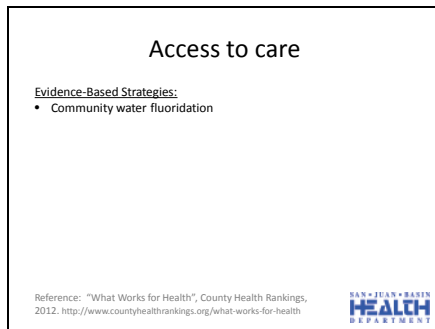 Access to care
Evidence-Based Strategies:
• Community water fluoridation
Reference: "What Works for Health", County Health Rankings,
2012. http://www.countyhealthrankings.org/what-works-for-health
SAN•JUAN•BASIN
HEALTH
DEPARTMENT